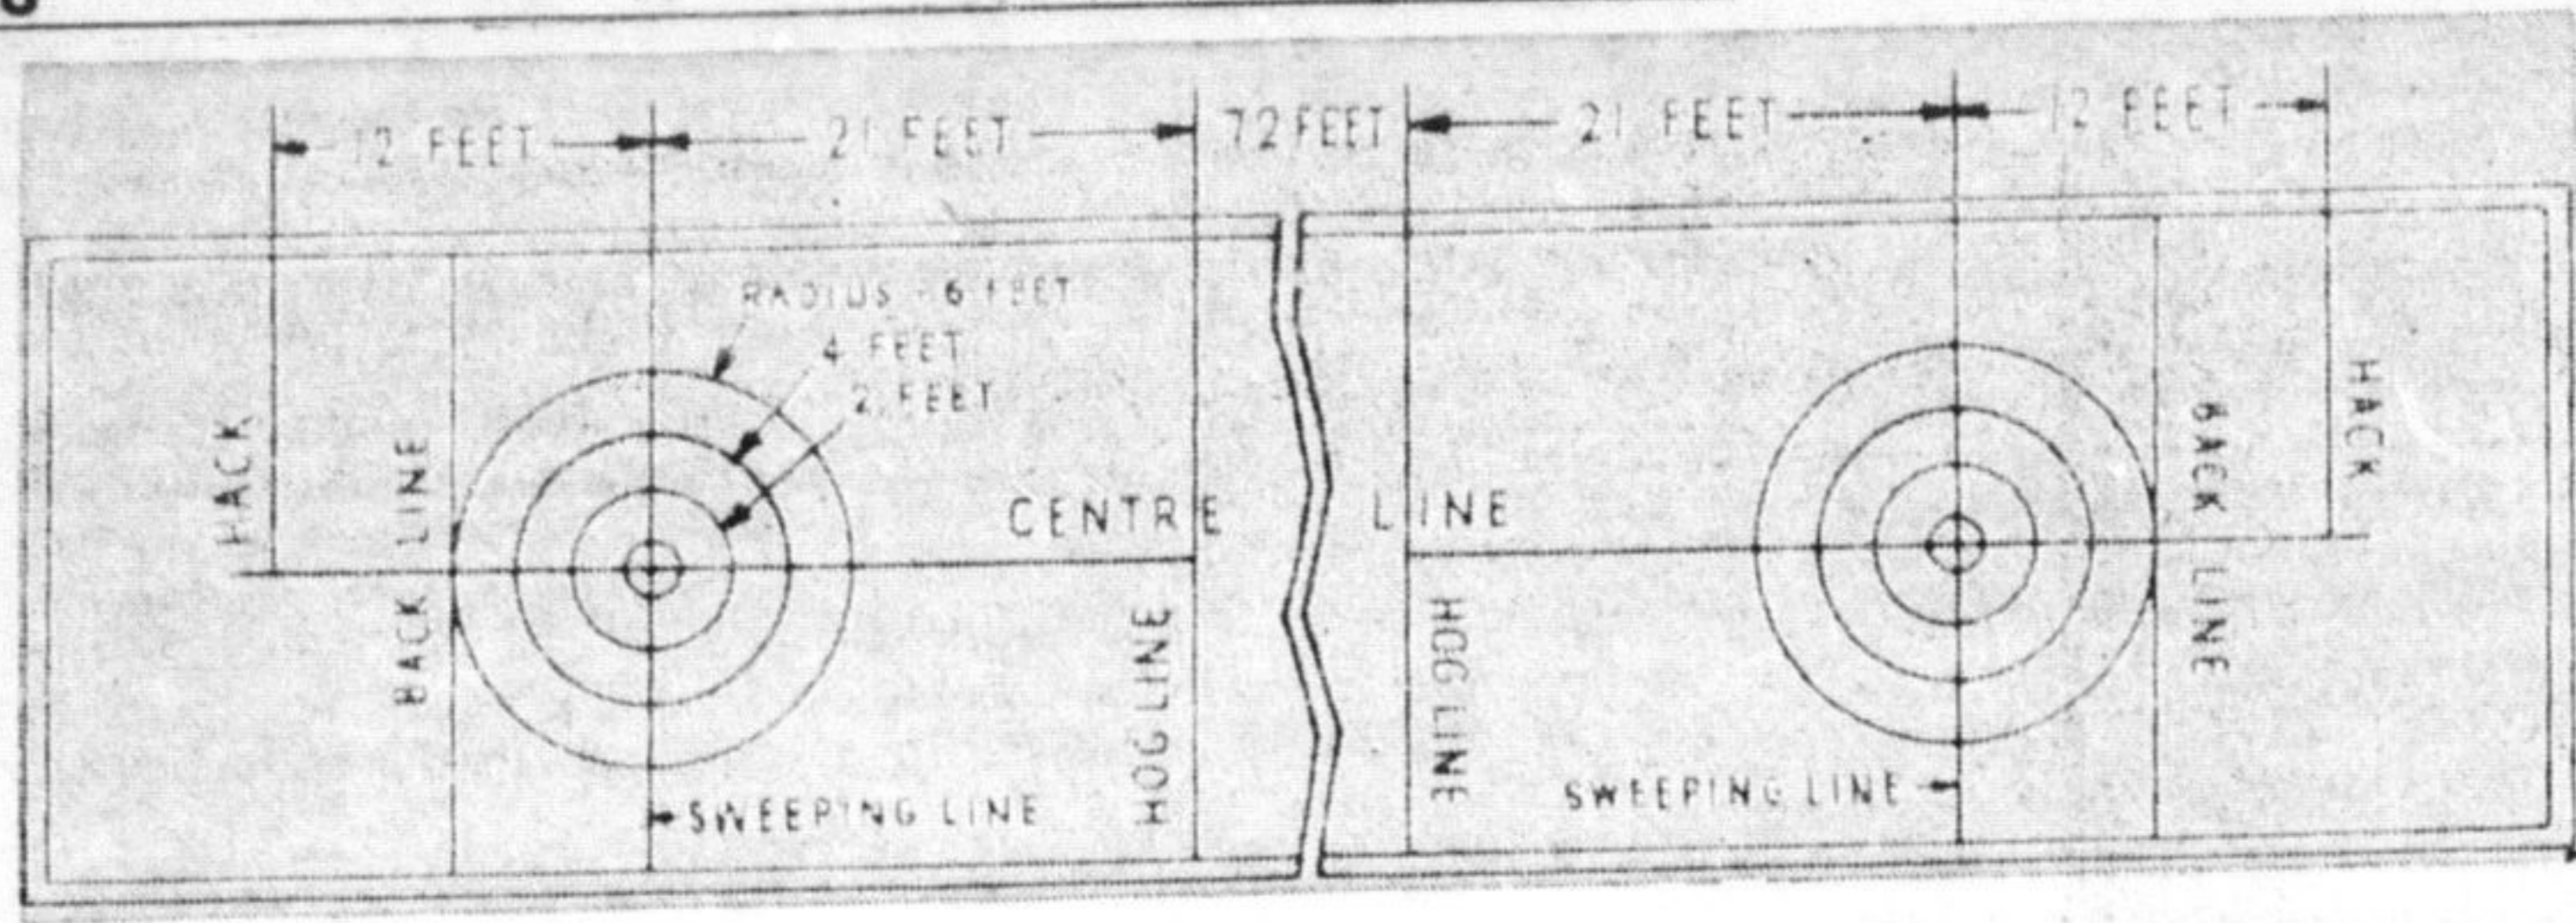 12 FEET 21 FEET 72 FEET 21 FEET 12 FEET
RADIUS - 6 FEET
4 FEET
2 FEET
HACK
BACK LINE
CENTRE LINE
HOG LINE
HOG LINE
BACK LINE
HACK
SWEEPING LINE
SWEEPING LINE